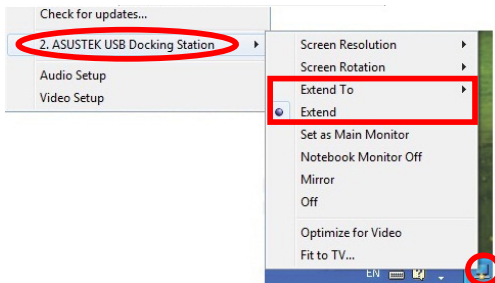 Check for updates...
2. ASUSTEK USB Docking Station
Audio Setup
Video Setup
Screen Resolution
Screen Rotation
Extend To
Extend
Set as Main Monitor
Notebook Monitor Off
Mirror
Off
Optimize for Video
Fit to TV...
EN